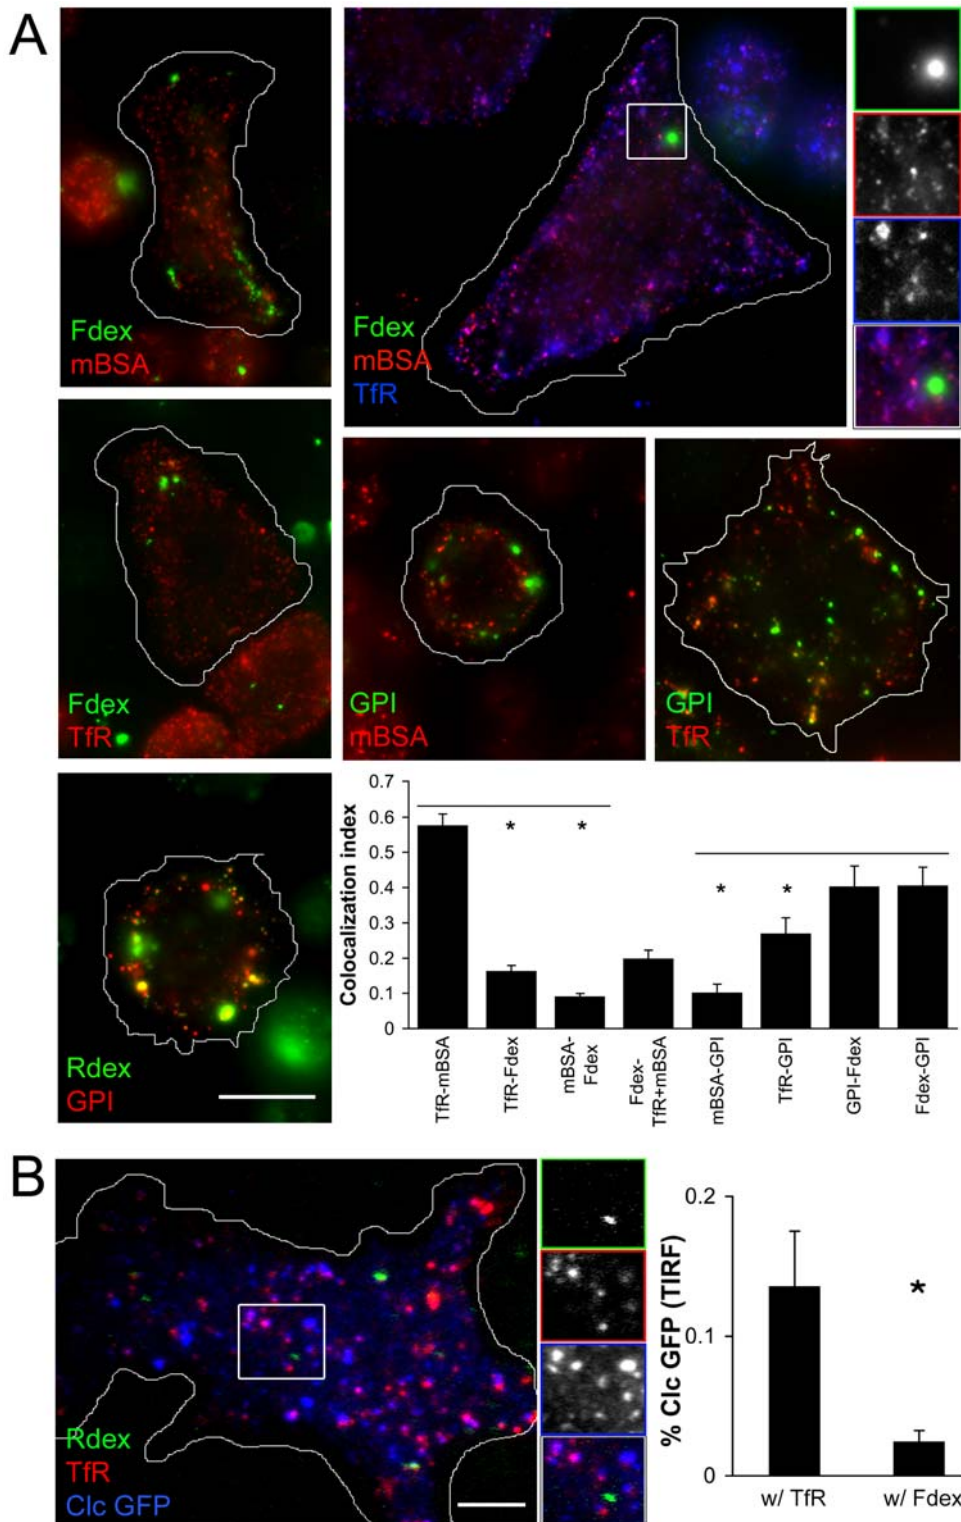 A
Fdex
mBSA
Fdex
mBSA
TfR
Fdex
TfR
GPI
mBSA
GPI
TfR
Rdex
GPI
Colocalization index
0.7
0.6
0.5
0.4
0.3
0.2
0.1
0
* * * *
TfR-mBSA
TfR-Fdex
mBSA-
Fdex
Fdex-
TfR+mBSA
mBSA-GPI
TfR-GPI
GPI-Fdex
Fdex-GPI
B
Rdex
TfR
Clc GFP
% Clc GFP (TIRF)
0.2
0.1
0
*
w/ TfR
w/ Fdex